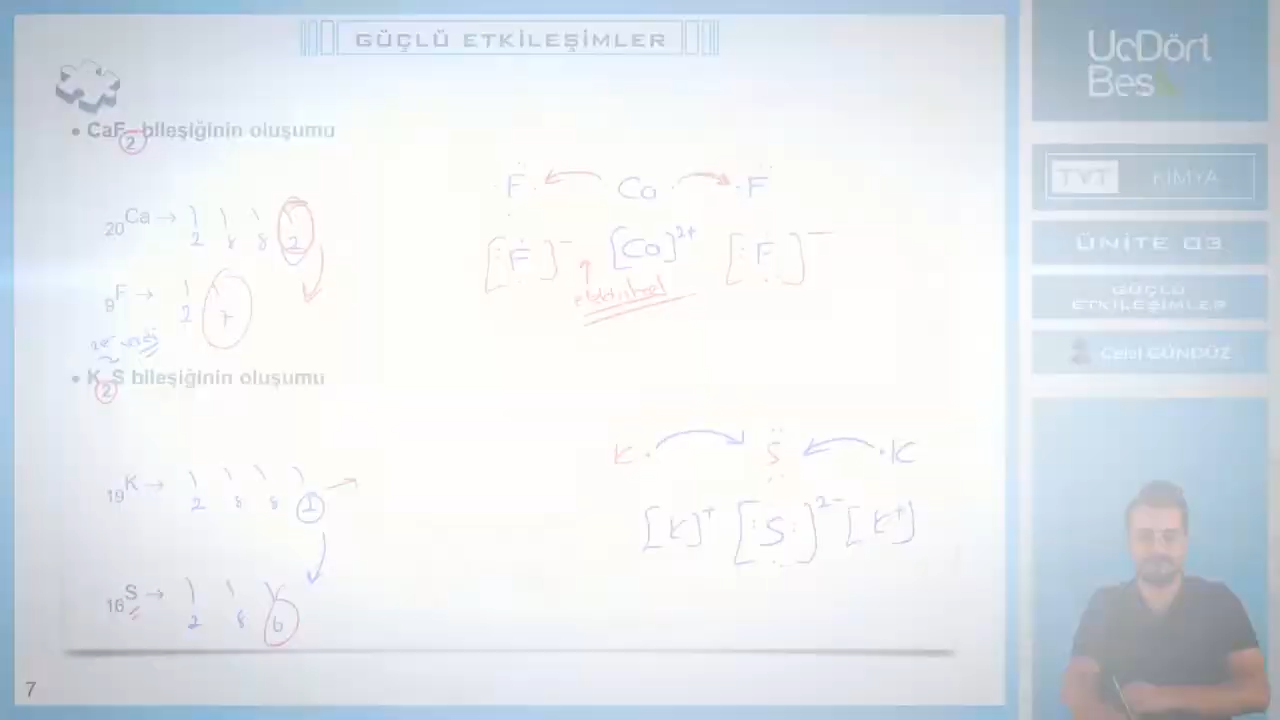 GÜÇLÜ ETKİLEŞİMLER
• CaF2 bileşiğinin oluşumu
20Ca → 2 8 8 2
9F → 2 7
• K2S bileşiğinin oluşumu
19K → 2 8 8 1
16S → 2 8 6
F Ca F
[F]⁻ [Ca]²⁺ [F]⁻
K S K
[K]⁺ [S]²⁻ [K⁺]
7
ÜçDört
Beş
TYT KİMYA
ÜNİTE 03
GÜÇLÜ
ETKİLEŞİMLER
Celal GÜNDÜZ